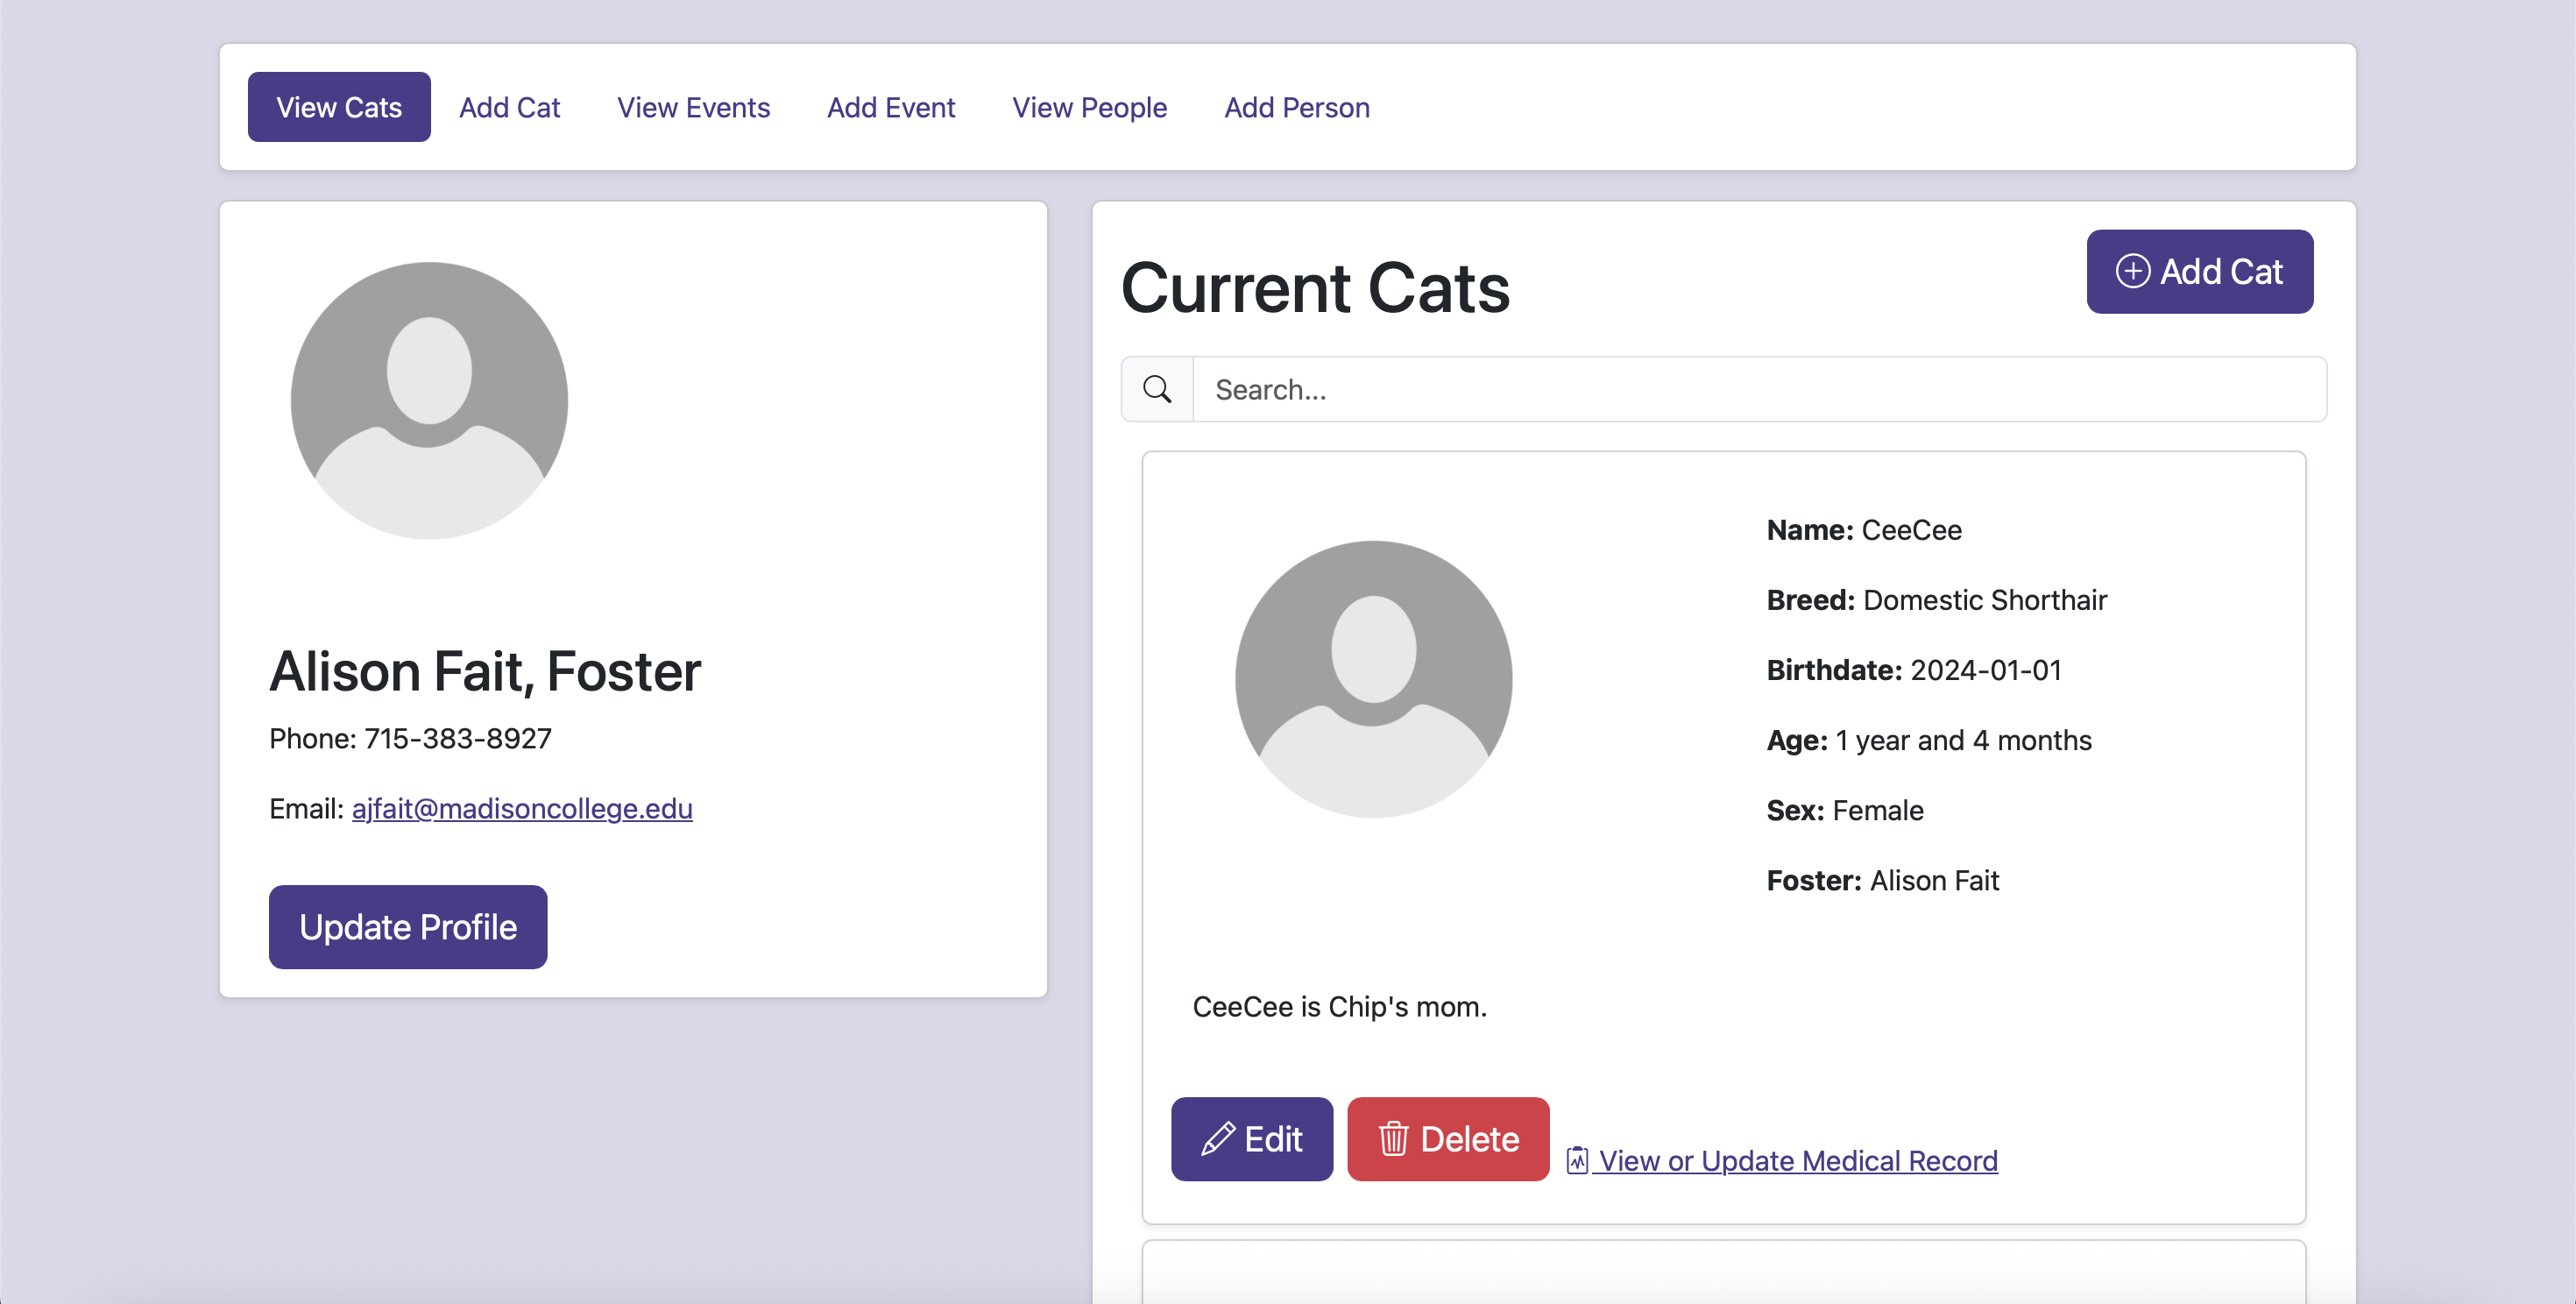 View Cats Add Cat View Events Add Event View People Add Person
Alison Fait, Foster
Phone: 715-383-8927
Email: ajfait@madisoncollege.edu
Update Profile
Current Cats
Add Cat
Search...
Name: CeeCee
Breed: Domestic Shorthair
Birthdate: 2024-01-01
Age: 1 year and 4 months
Sex: Female
Foster: Alison Fait
CeeCee is Chip's mom.
Edit Delete View or Update Medical Record